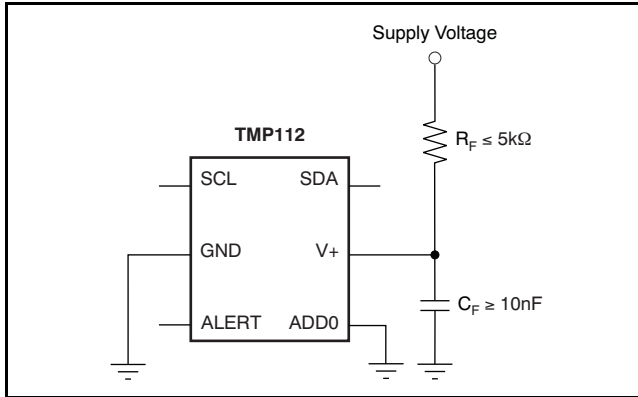 Supply Voltage
R_F ≤ 5kΩ
TMP112
SCL SDA
GND V+
C_F ≥ 10nF
ALERT ADD0